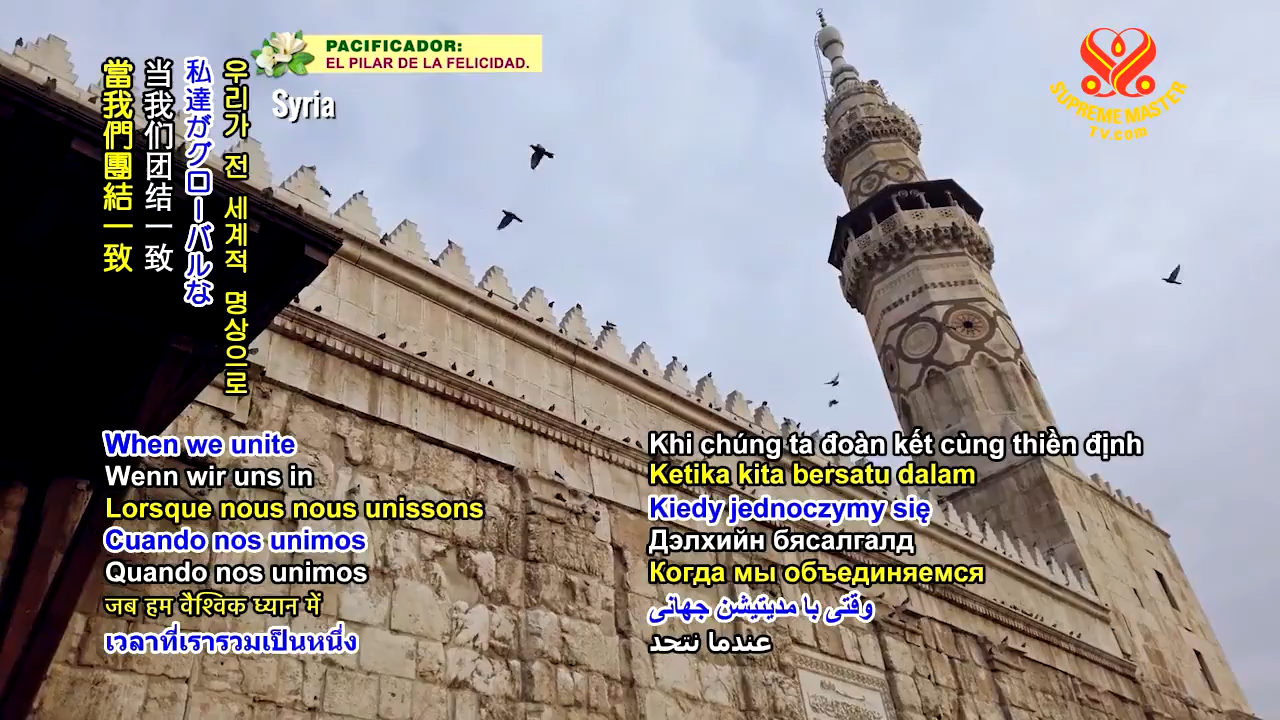 PACIFICADOR:
EL PILAR DE LA FELICIDAD.
Syria
SUPREME MASTER
TV.com
當我們團結一致
当我们团结一致
私達がグローバルな
우리가 전 세계적 명상으로
When we unite
Wenn wir uns in
Lorsque nous nous unissons
Cuando nos unimos
Quando nos unimos
जब हम वैश्विक ध्यान में
เวลาที่เรารวมเป็นหนึ่ง
Khi chúng ta đoàn kết cùng thiền định
Ketika kita bersatu dalam
Kiedy jednoczymy się
Дэлхийн бясалгалд
Когда мы объединяемся
وقتی با مدیتیشن جهانی
عندما نتحد